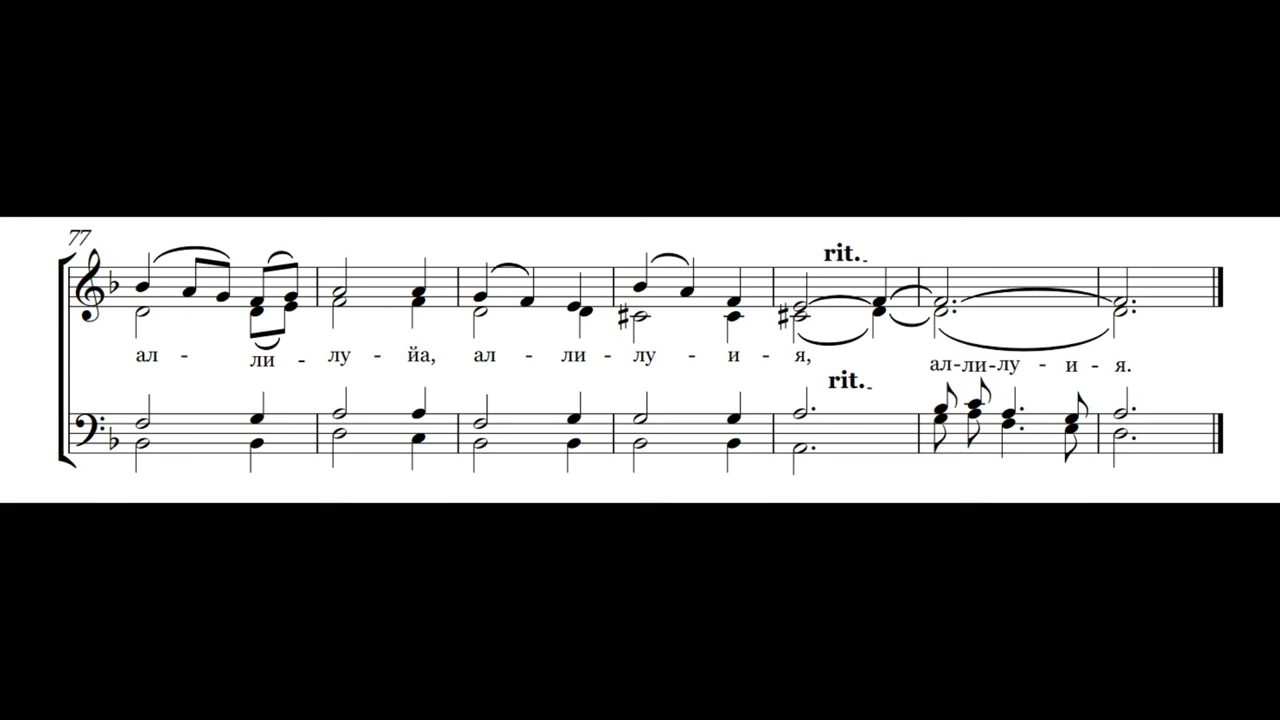 77
rit.
ал - ли - лу - йа, ал - ли - лу - и - я, ал-ли-лу - и - я.
rit.